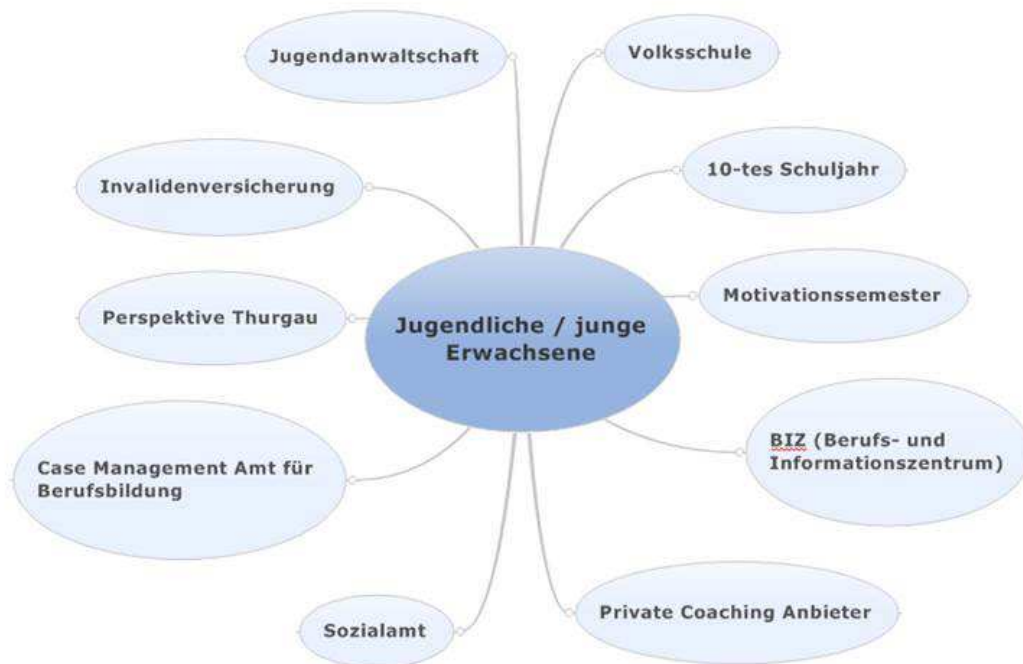 Jugendanwaltschaft
Volksschule
Invalidenversicherung
10-tes Schuljahr
Perspektive Thurgau
Jugendliche / junge
Erwachsene
Motivationssemester
Case Management Amt für
Berufsbildung
BIZ (Berufs- und
Informationszentrum)
Sozialamt
Private Coaching Anbieter